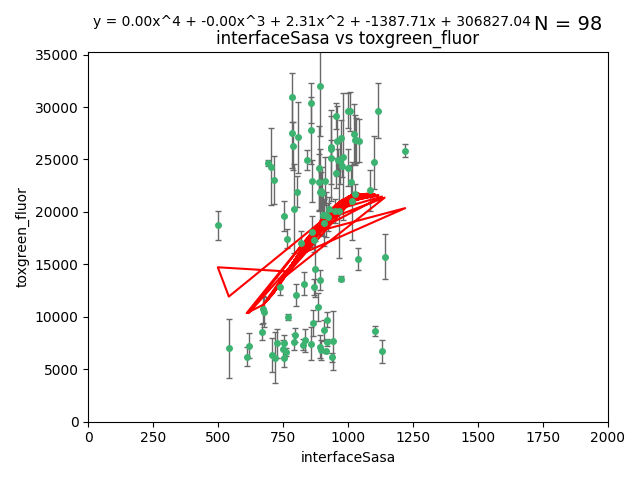 y = 0.00x^4 + -0.00x^3 + 2.31x^2 + -1387.71x + 306827.04 N = 98
interfaceSasa vs toxgreen_fluor
35000
30000
25000
20000
15000
10000
5000
0
toxgreen_fluor
0 250 500 750 1000 1250 1500 1750 2000
interfaceSasa